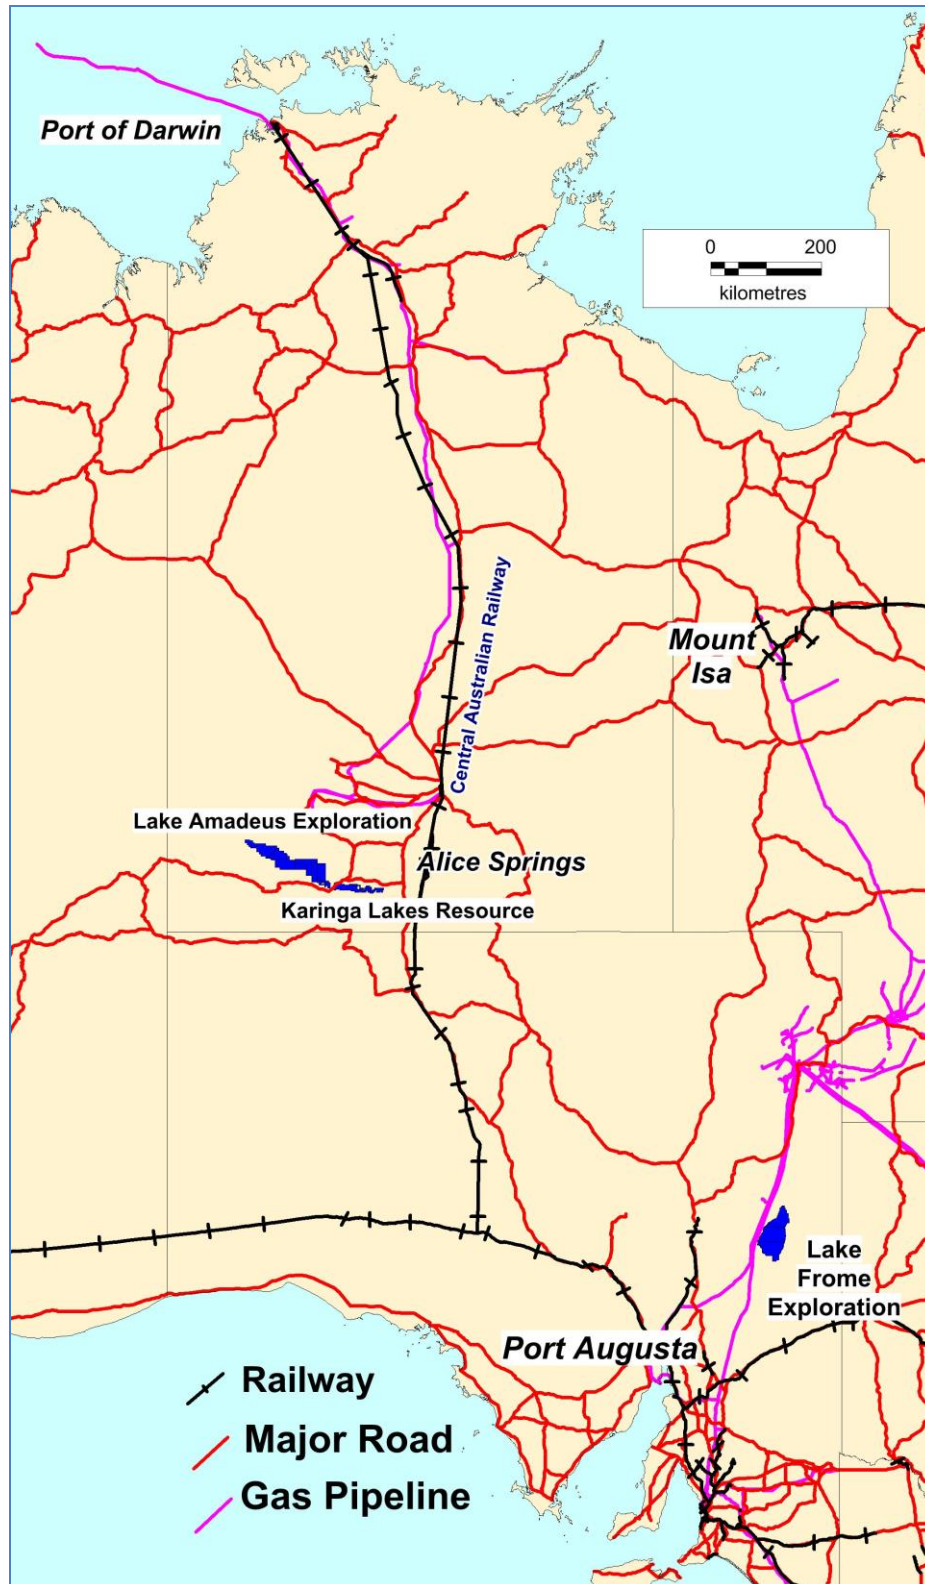 Port of Darwin
0 200
kilometres
Central Australian Railway
Mount
Isa
Lake Amadeus Exploration
Alice Springs
Karinga Lakes Resource
Lake
Frome
Exploration
Port Augusta
Railway
Major Road
Gas Pipeline